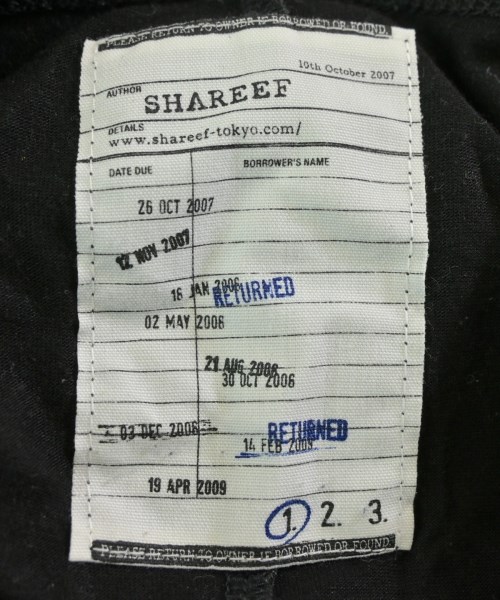 PLEASE RETURN TO OWNER IF BORROWED OR FOUND.
10th October 2007
AUTHOR SHAREEF
DETAILS
www.shareef-tokyo.com/
DATE DUE BORROWER'S NAME
26 OCT 2007
12 NOV 2007
16 JAN 2006 RETURNED
02 MAY 2006
21 AUG 2006
30 OCT 2006
03 DEC 2006 RETURNED
14 FEB 2009
19 APR 2009
1. 2. 3.
PLEASE RETURN TO OWNER IF BORROWED OR FOUND.